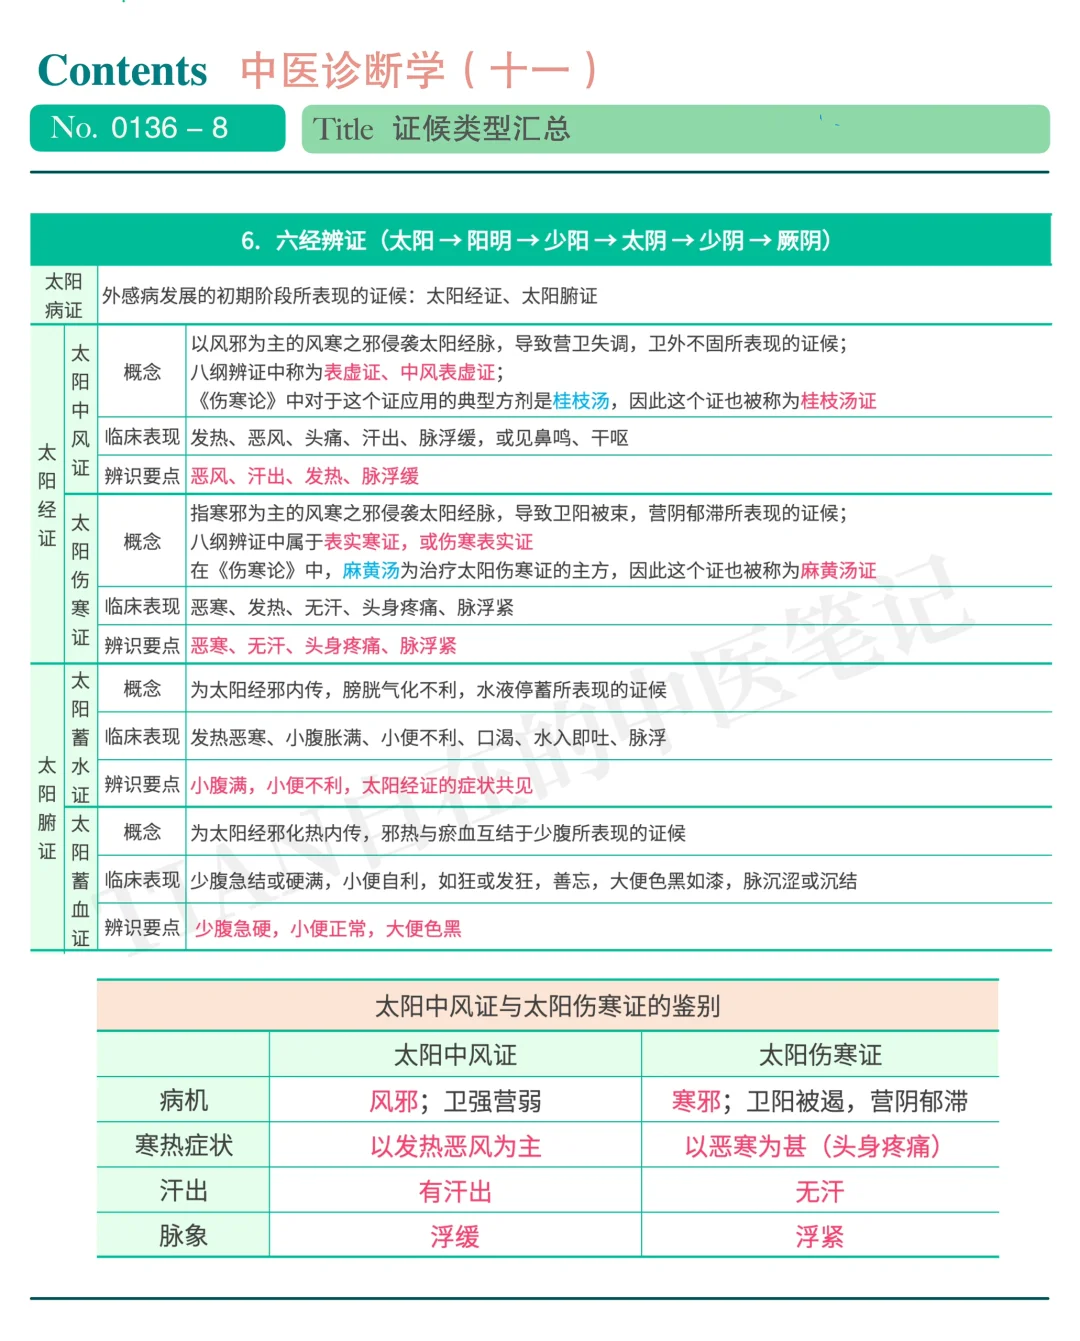 Contents 中医诊断学（十一）
No. 0136 – 8
Title 证候类型汇总
6. 六经辨证（太阳→阳明→少阳→太阴→少阴→厥阴）
太阳病证
外感病发展的初期阶段所表现的证候：太阳经证、太阳腑证
太阳经证
太阳中风证
概念
以风邪为主的风寒之邪侵袭太阳经脉，导致营卫失调，卫外不固所表现的证候；
八纲辨证中称为表虚证、中风表虚证；
《伤寒论》中对于这个证应用的典型方剂是桂枝汤，因此这个证也被称为桂枝汤证
临床表现 发热、恶风、头痛、汗出、脉浮缓，或见鼻鸣、干呕
辨识要点 恶风、汗出、发热、脉浮缓
太阳伤寒证
概念
指寒邪为主的风寒之邪侵袭太阳经脉，导致卫阳被束，营阴郁滞所表现的证候；
八纲辨证中属于表实寒证，或伤寒表实证
在《伤寒论》中，麻黄汤为治疗太阳伤寒证的主方，因此这个证也被称为麻黄汤证
临床表现 恶寒、发热、无汗、头身疼痛、脉浮紧
辨识要点 恶寒、无汗、头身疼痛、脉浮紧
太阳腑证
太阳蓄水证
概念 为太阳经邪内传，膀胱气化不利，水液停蓄所表现的证候
临床表现 发热恶寒、小腹胀满、小便不利、口渴、水入即吐、脉浮
辨识要点 小腹满，小便不利，太阳经证的症状共见
太阳蓄血证
概念 为太阳经邪化热内传，邪热与瘀血互结于少腹所表现的证候
临床表现 少腹急结或硬满，小便自利，如狂或发狂，善忘，大便色黑如漆，脉沉涩或沉结
辨识要点 少腹急硬，小便正常，大便色黑
TIAN自在的中医笔记
太阳中风证与太阳伤寒证的鉴别
太阳中风证 太阳伤寒证
病机 风邪；卫强营弱 寒邪；卫阳被遏，营阴郁滞
寒热症状 以发热恶风为主 以恶寒为甚（头身疼痛）
汗出 有汗出 无汗
脉象 浮缓 浮紧